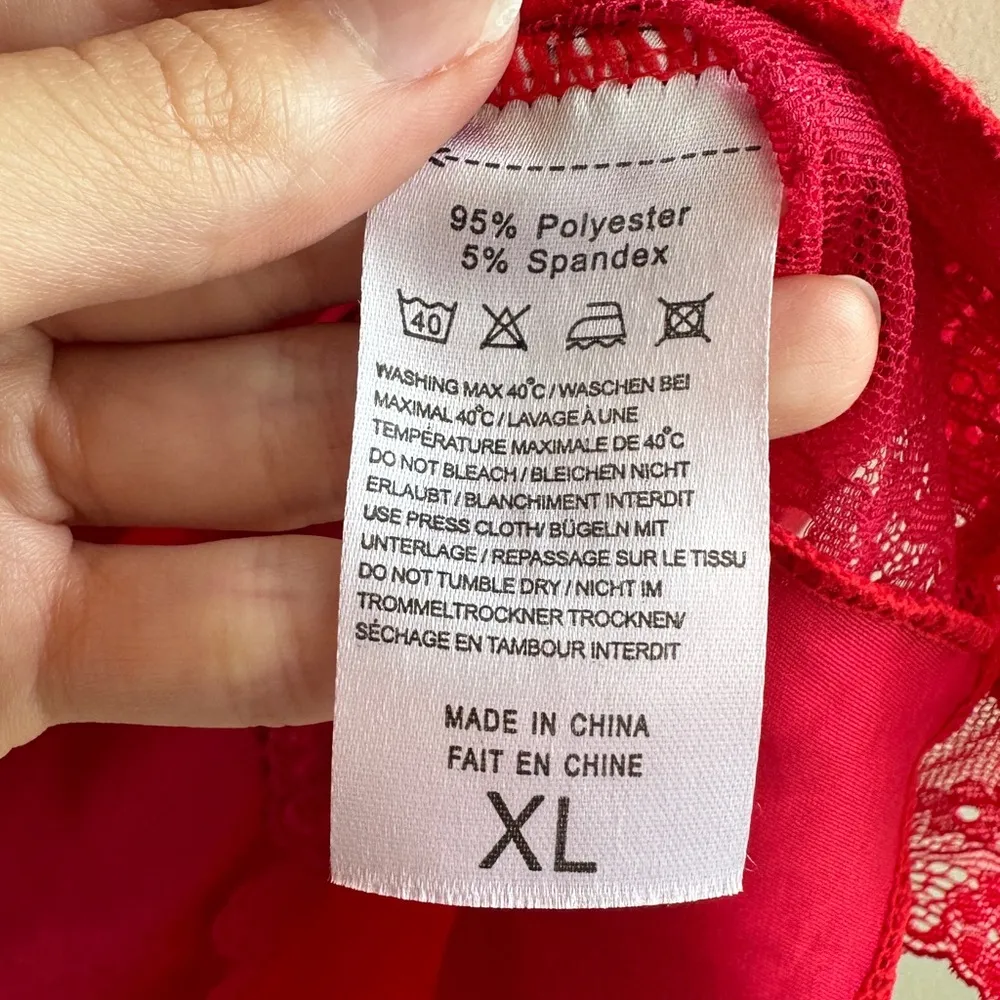 95% Polyester
5% Spandex
40
WASHING MAX 40°C/WASCHEN BEI
MAXIMAL 40°C/LAVAGE À UNE
TEMPÉRATURE MAXIMALE DE 40°C
DO NOT BLEACH/BLEICHEN NICHT
ERLAUBT/BLANCHIMENT INTERDIT
USE PRESS CLOTH/BÜGELN MIT
UNTERLAGE/REPASSAGE SUR LE TISSU
DO NOT TUMBLE DRY/NICHT IM
TROMMELTROCKNER TROCKNEN/
SÉCHAGE EN TAMBOUR INTERDIT
MADE IN CHINA
FAIT EN CHINE
XL